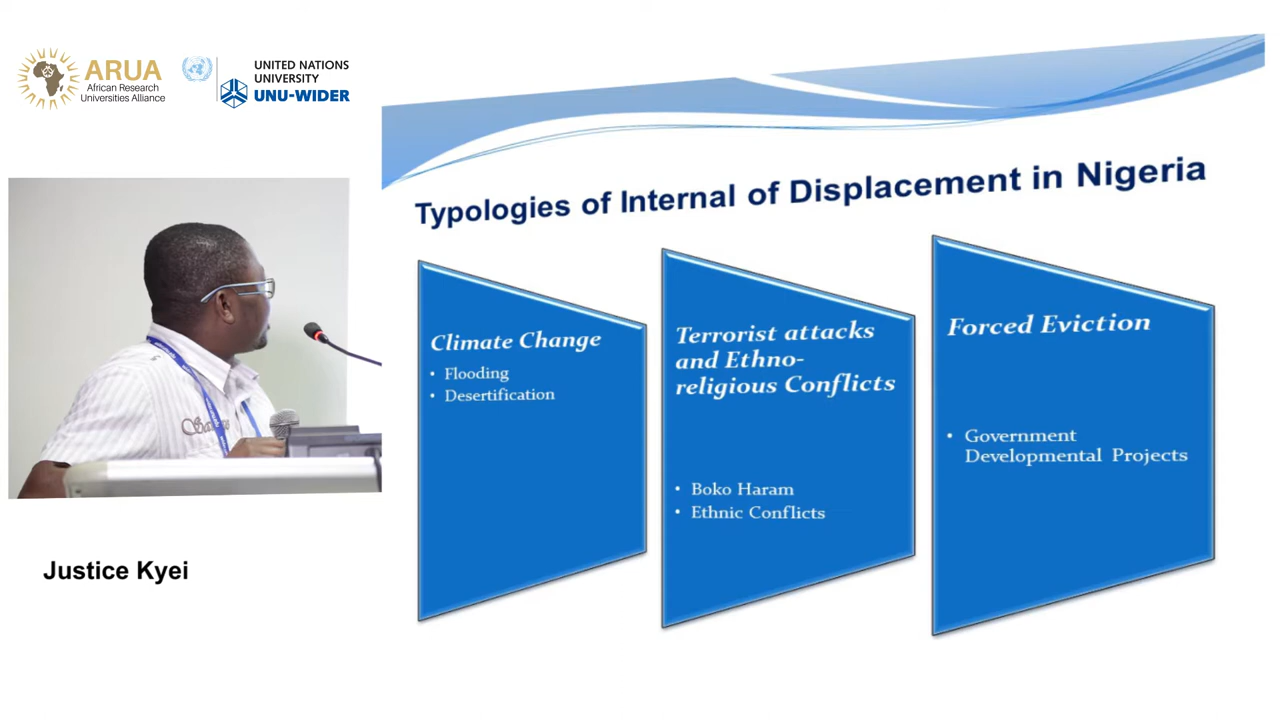 ARUA
African Research
Universities Alliance
UNITED NATIONS
UNIVERSITY
UNU-WIDER
Typologies of Internal of Displacement in Nigeria
Climate Change
• Flooding
• Desertification
Terrorist attacks
and Ethno-
religious Conflicts
• Boko Haram
• Ethnic Conflicts
Forced Eviction
• Government
Developmental Projects
Justice Kyei